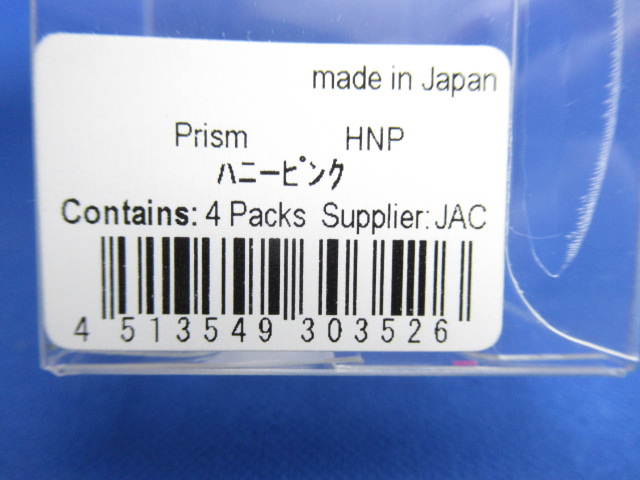 made in Japan
Prism HNP
ハニーピンク
Contains: 4 Packs Supplier: JAC
4 513549 303526